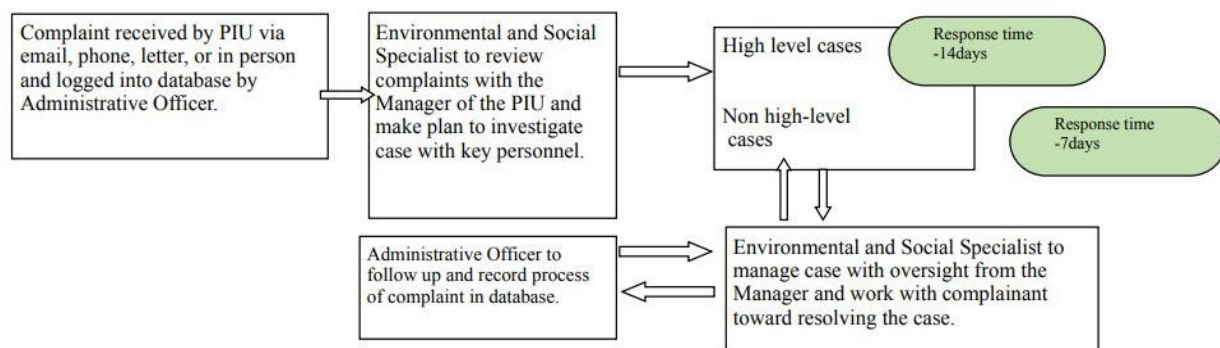 Complaint received by PIU via
email, phone, letter, or in person
and logged into database by
Administrative Officer.
Environmental and Social
Specialist to review
complaints with the
Manager of the PIU and
make plan to investigate
case with key personnel.
High level cases
Response time
-14days
Non high-level
cases
Response time
-7days
Administrative Officer to
follow up and record process
of complaint in database.
Environmental and Social Specialist to
manage case with oversight from the
Manager and work with complainant
toward resolving the case.